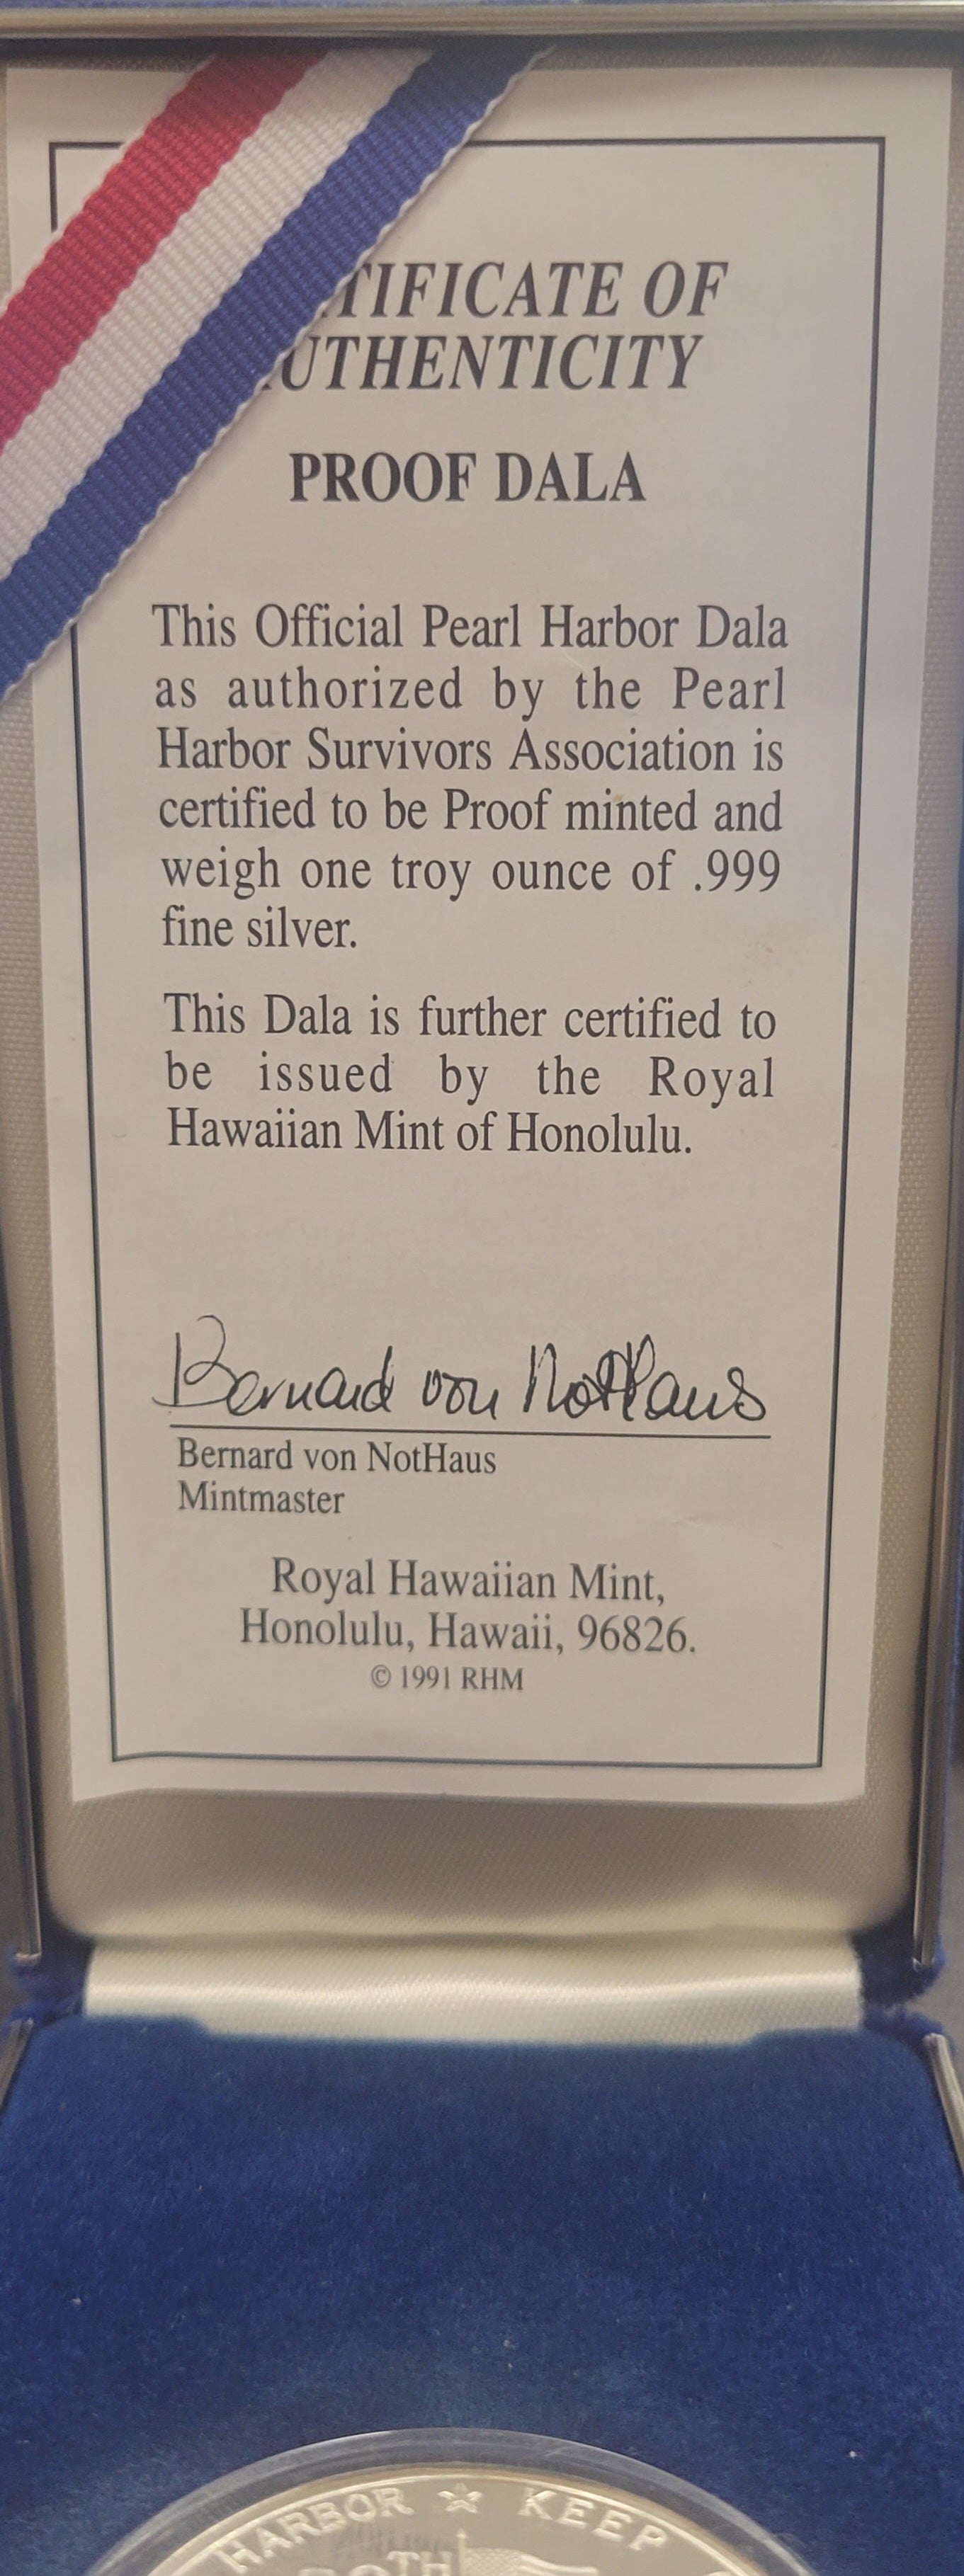 TIFICATE OF
UTHENTICITY
PROOF DALA
This Official Pearl Harbor Dala
as authorized by the Pearl
Harbor Survivors Association is
certified to be Proof minted and
weigh one troy ounce of .999
fine silver.
This Dala is further certified to
be issued by the Royal
Hawaiian Mint of Honolulu.
Bernard von NotHaus
Bernard von NotHaus
Mintmaster
Royal Hawaiian Mint,
Honolulu, Hawaii, 96826.
© 1991 RHM
HARBOR ☆ KEEP
50TH